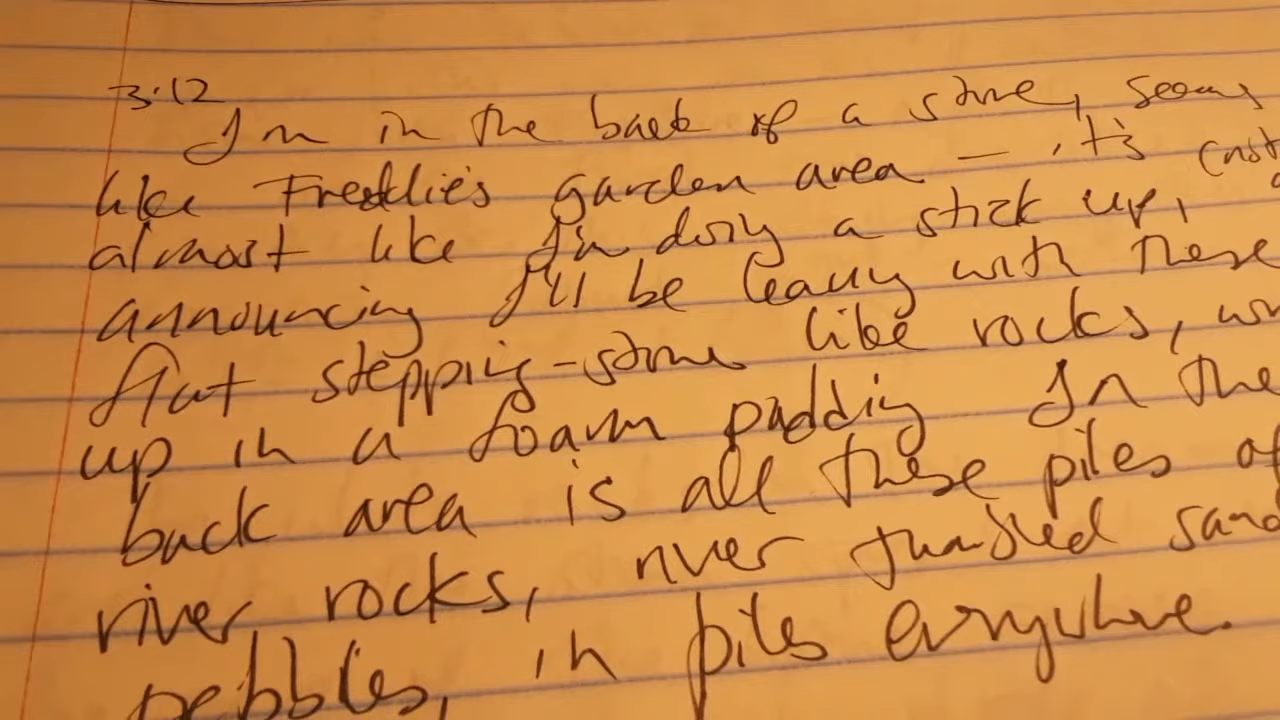 3.12
I'm in the back of a store, seems
like Freddie's garden area — it's (not
almost like I'm doing a stick up,
announcing I'll be leaving with these
flat stepping-stone like rocks,
up in a foam padding In the
back area is all these piles of
river rocks, river tumbled sand
pebbles, in piles everywhere.